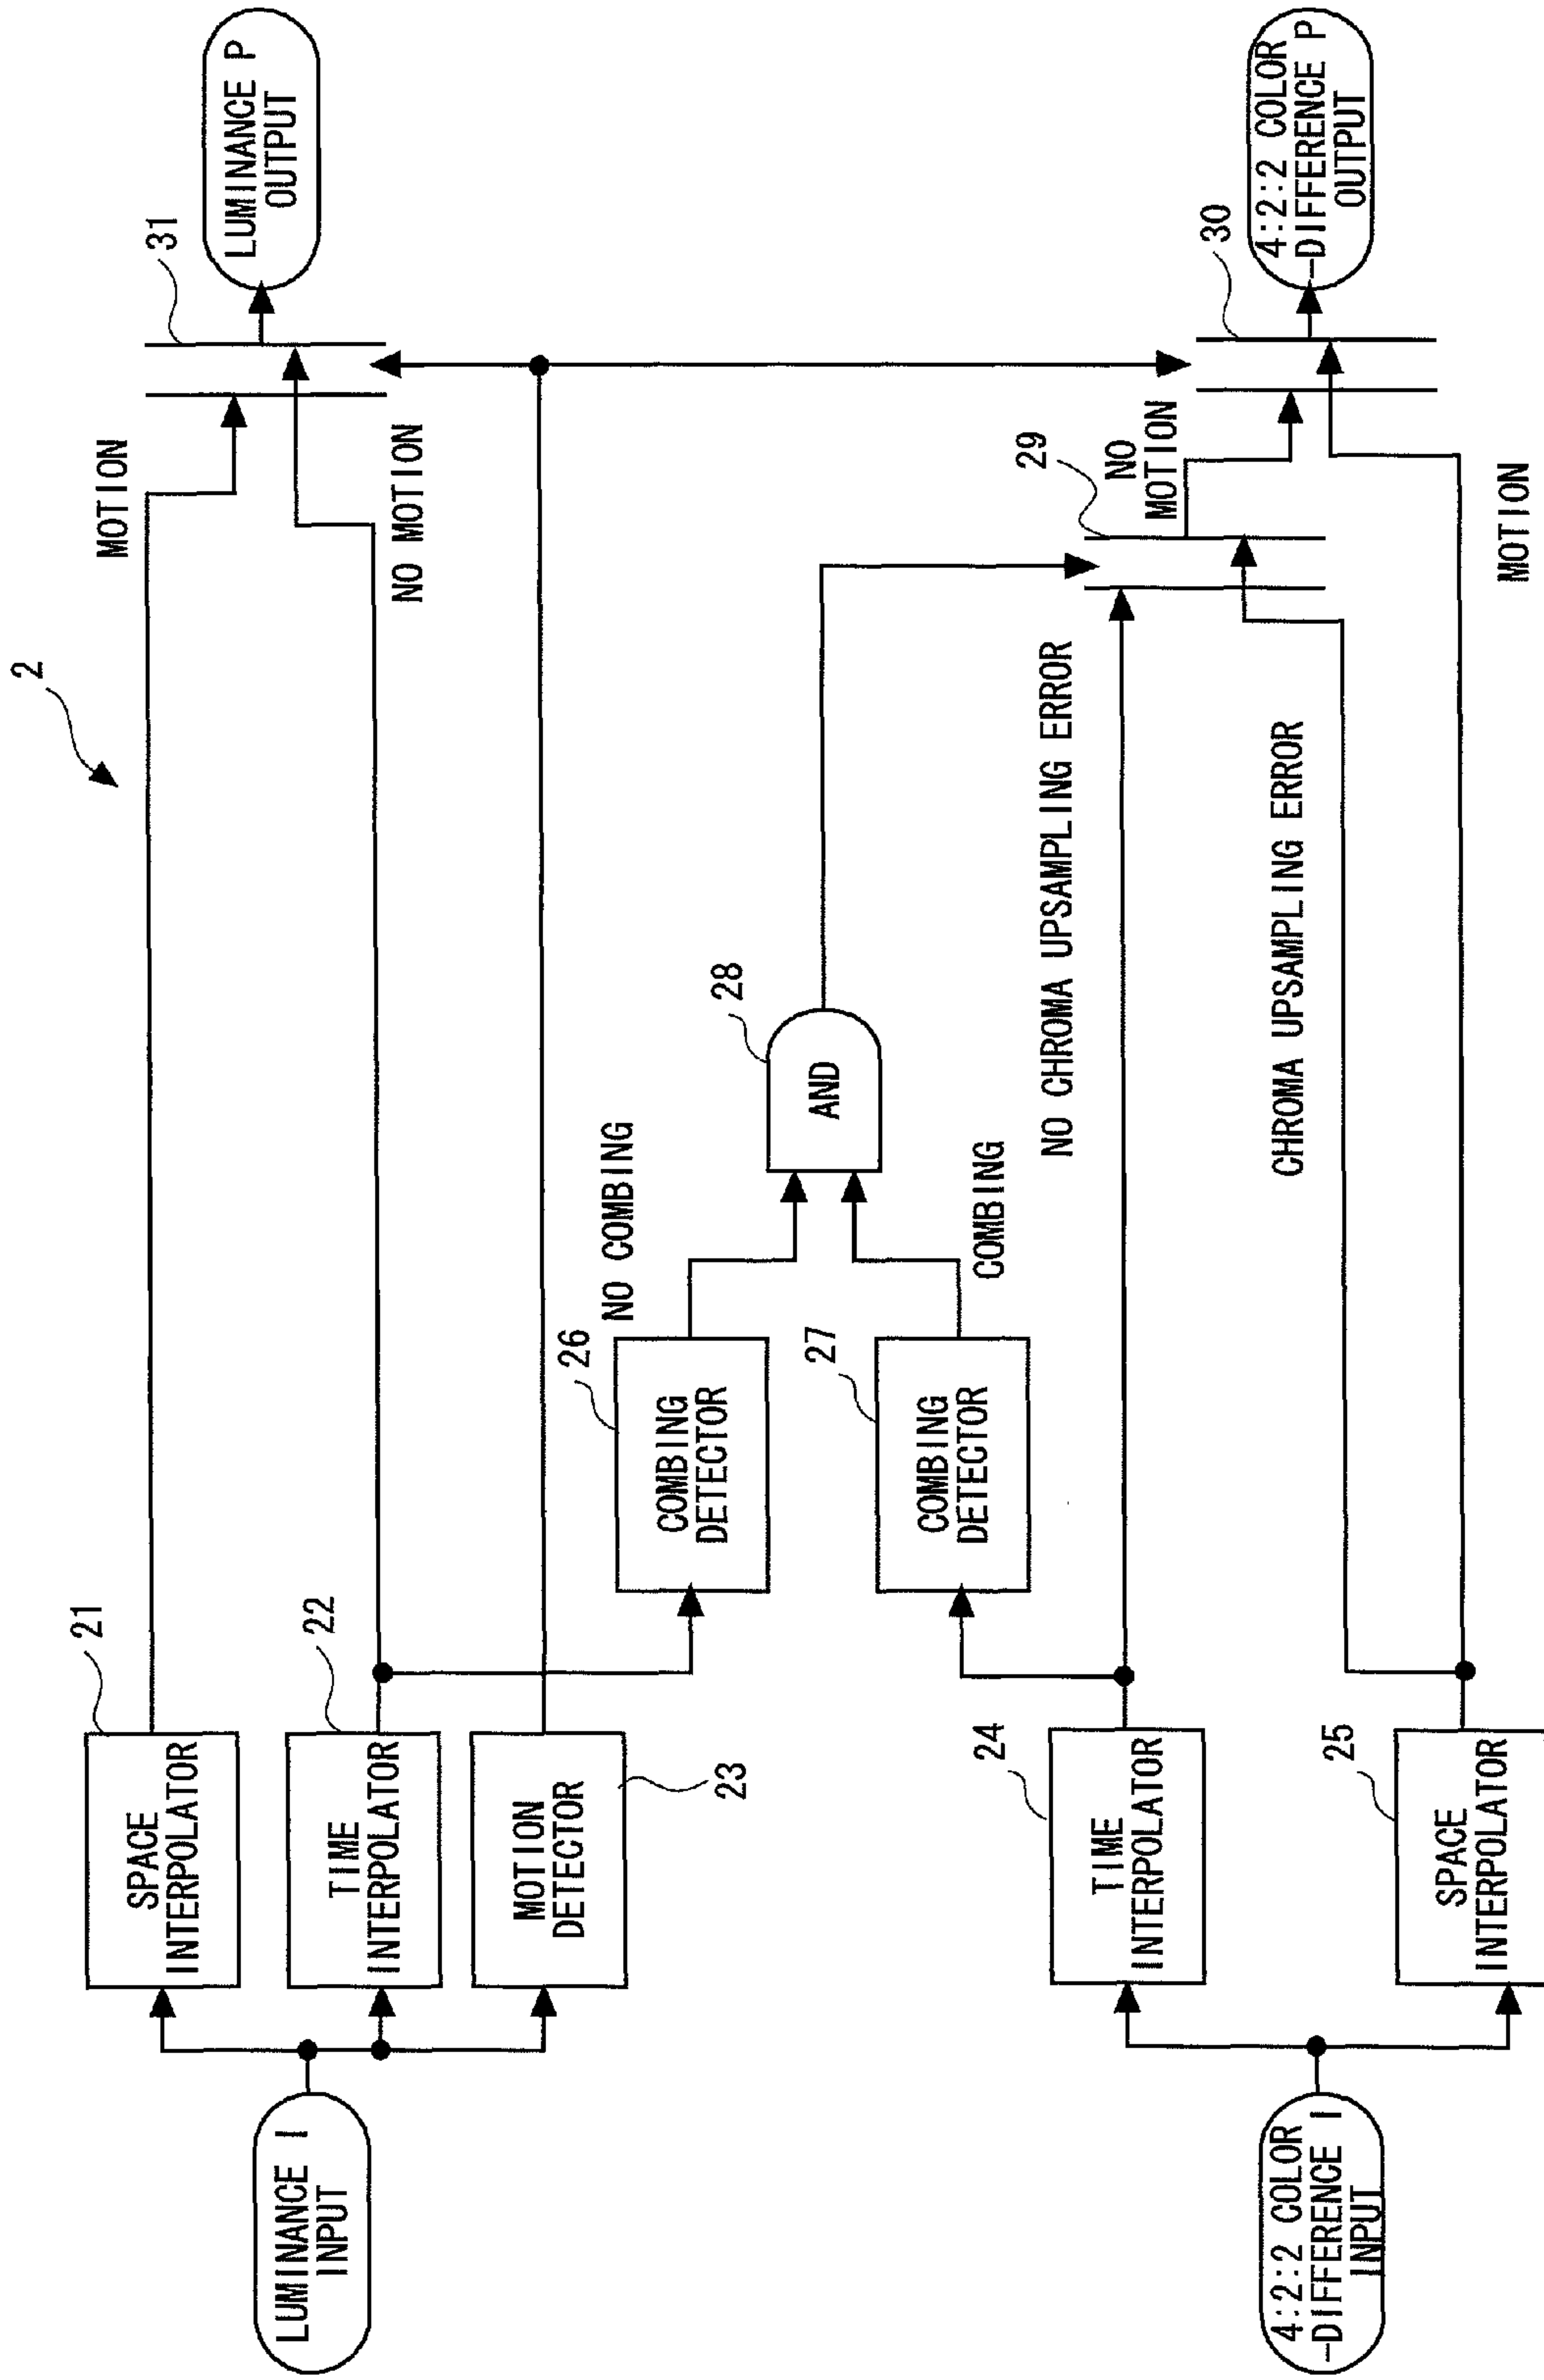 2
LUMINANCE I
INPUT
21
SPACE
INTERPOLATOR
22
TIME
INTERPOLATOR
MOTION
DETECTOR
23
MOTION
NO MOTION
31
LUMINANCE P
OUTPUT
26
COMBING
DETECTOR
NO COMBING
27
COMBING
DETECTOR
COMBING
28
AND
4:2:2 COLOR
-DIFFERENCE I
INPUT
24
TIME
INTERPOLATOR
25
SPACE
INTERPOLATOR
NO CHROMA UPSAMPLING ERROR
CHROMA UPSAMPLING ERROR
29
NO
MOTION
MOTION
30
4:2:2 COLOR
-DIFFERENCE P
OUTPUT